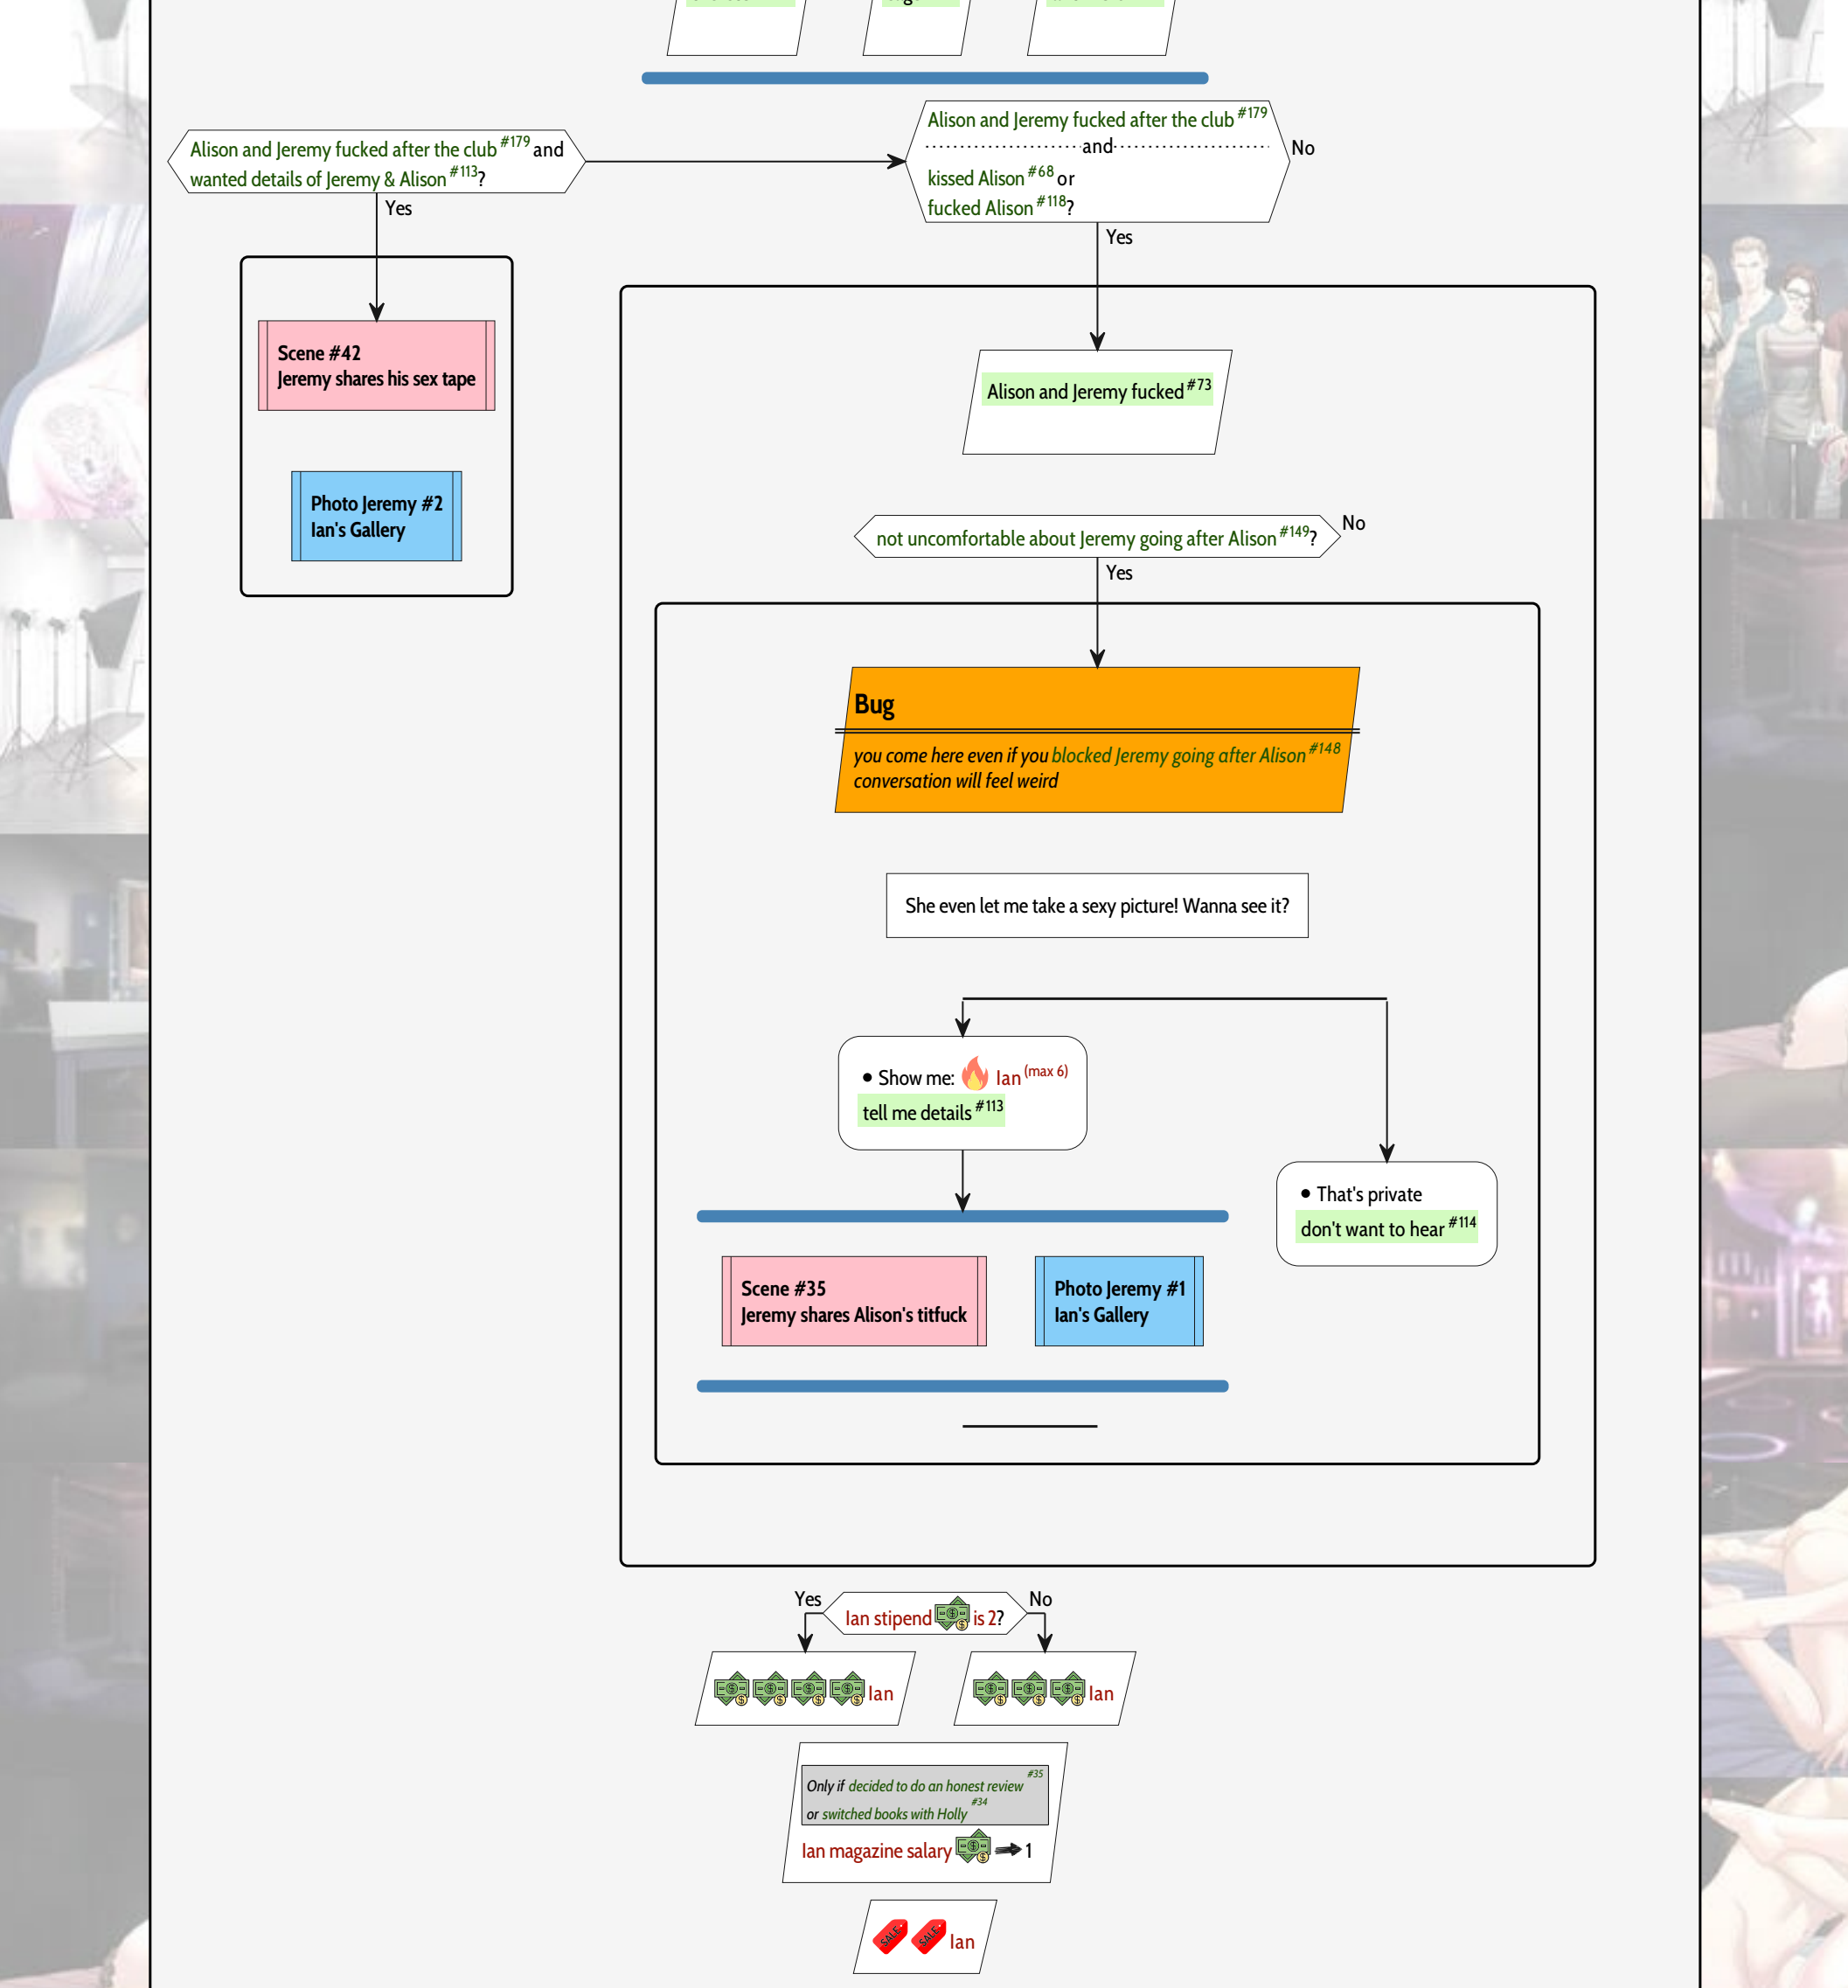 Alison and Jeremy fucked after the club #179 and
wanted details of Jeremy & Alison #113?
Yes
Alison and Jeremy fucked after the club #179
and
kissed Alison #68 or
fucked Alison #118?
No
Yes
Scene #42
Jeremy shares his sex tape
Photo Jeremy #2
Ian's Gallery
Alison and Jeremy fucked #73
not uncomfortable about Jeremy going after Alison #149?
No
Yes
Bug
you come here even if you blocked Jeremy going after Alison #148
conversation will feel weird
She even let me take a sexy picture! Wanna see it?
• Show me: Ian (max 6)
tell me details #113
• That's private
don't want to hear #114
Scene #35
Jeremy shares Alison's titfuck
Photo Jeremy #1
Ian's Gallery
Yes
Ian stipend is 2?
No
Ian
Ian
Only if decided to do an honest review #35
or switched books with Holly #34
Ian magazine salary 1
SALE SALE Ian